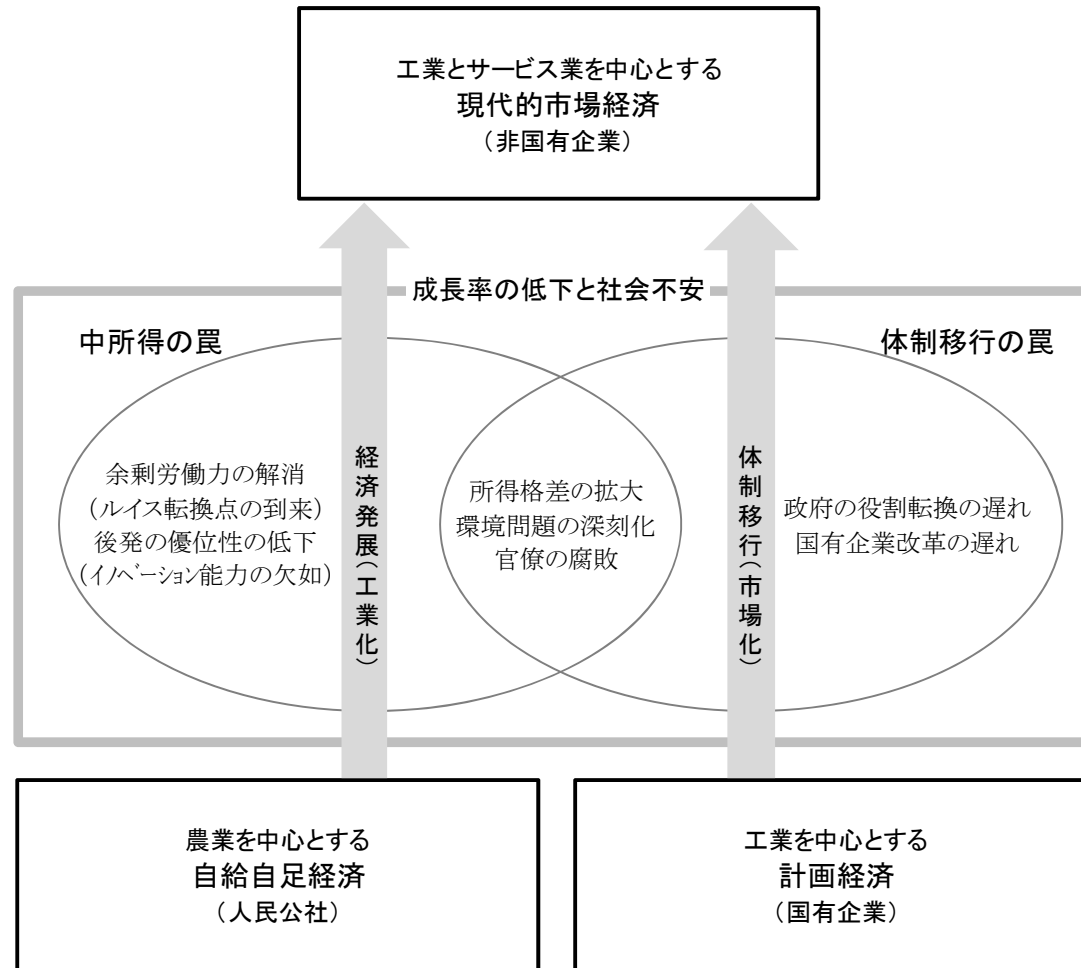 工業とサービス業を中心とする
現代的市場経済
（非国有企業）
成長率の低下と社会不安
中所得の罠
体制移行の罠
余剰労働力の解消
（ルイス転換点の到来）
後発の優位性の低下
（イノベーション能力の欠如）
経済発展（工業化）
所得格差の拡大
環境問題の深刻化
官僚の腐敗
体制移行（市場化）
政府の役割転換の遅れ
国有企業改革の遅れ
農業を中心とする
自給自足経済
（人民公社）
工業を中心とする
計画経済
（国有企業）